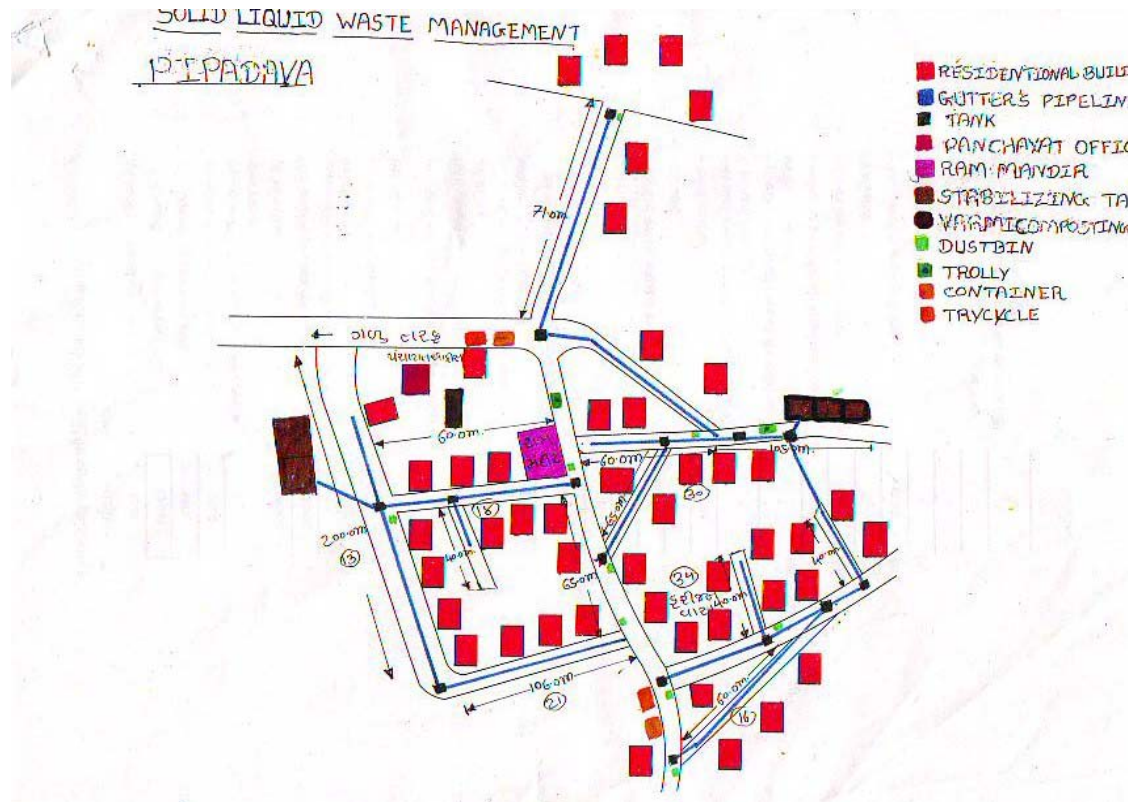 SOLID LIQUID WASTE MANAGEMENT
PIPADAVA
RESIDENTIONAL BUILD
GUTTER'S PIPELIN
TANK
PANCHAYAT OFFIC
RAM MANDIR
STABILIZING TA
VARMICOMPOSTING
DUSTBIN
TROLLY
CONTAINER
TRYCYCLE
71.0m
60.0m
60.0m
105.0m
18
30
65.0m
200.0m
13
40.0m
65.0m
34
40.0m
40.0m
106.0m
21
60.0m
16